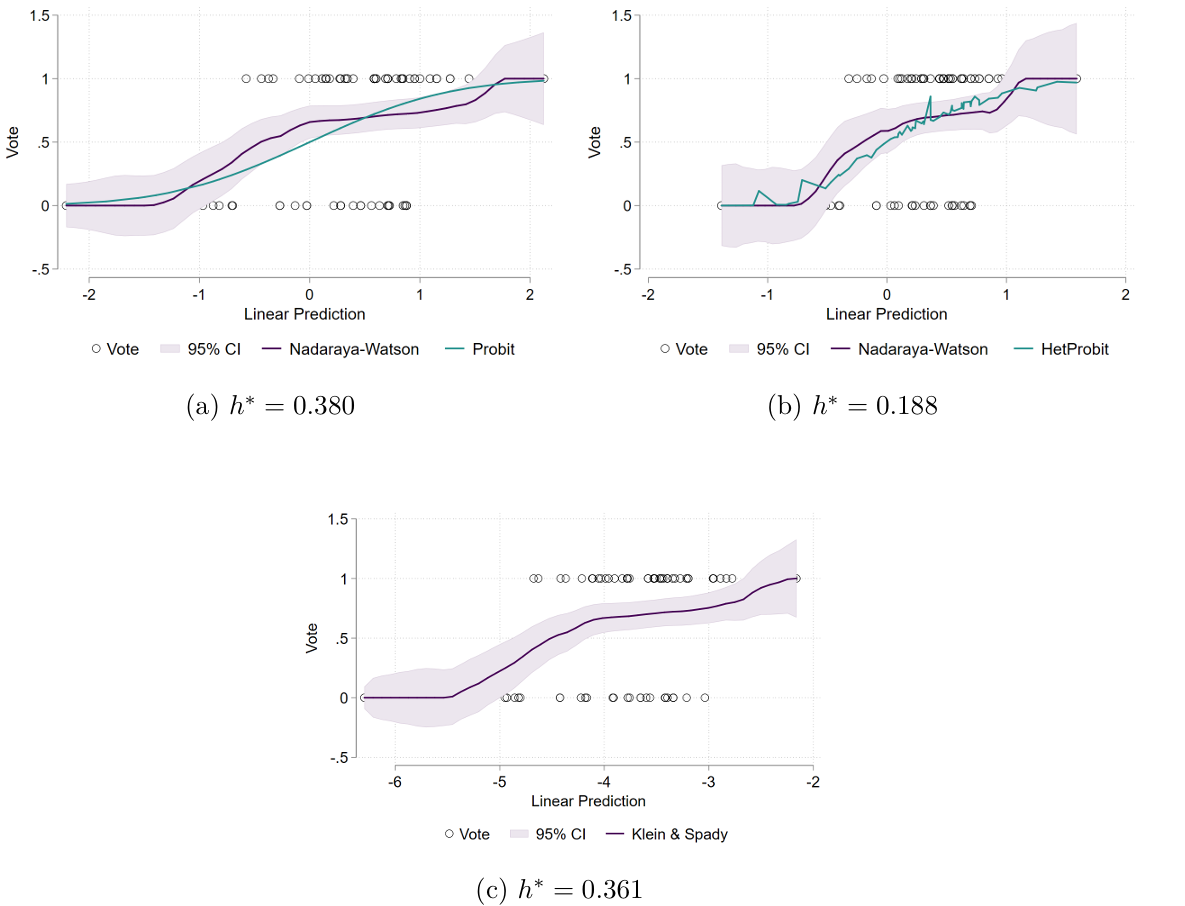 1.5
1
.5
0
-.5
Vote
-2 -1 0 1 2
Linear Prediction
Vote 95% CI Nadaraya-Watson Probit
(a) h* = 0.380
1.5
1
.5
0
-.5
Vote
-2 -1 0 1 2
Linear Prediction
Vote 95% CI Nadaraya-Watson HetProbit
(b) h* = 0.188
1.5
1
.5
0
-.5
Vote
-6 -5 -4 -3 -2
Linear Prediction
Vote 95% CI Klein & Spady
(c) h* = 0.361